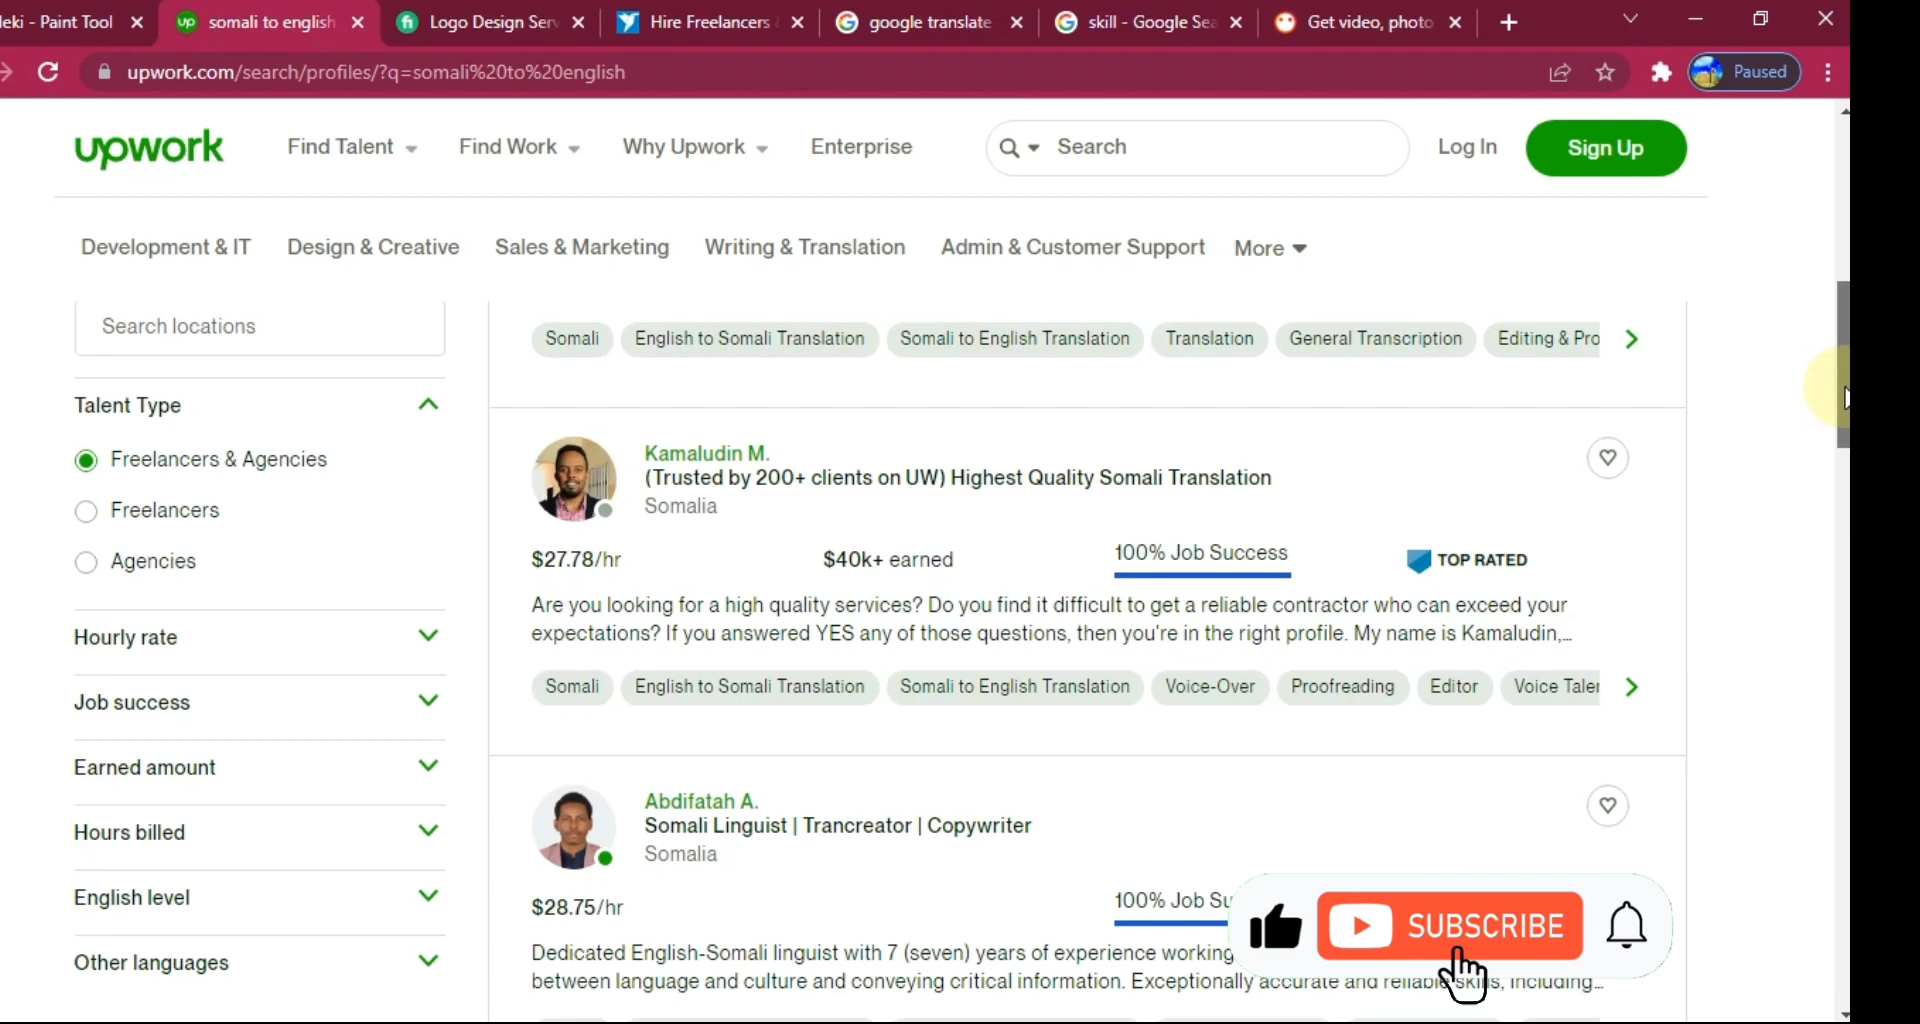 eki - Paint Tool
somali to english
Logo Design Ser
Hire Freelancers
google translate
skill - Google Sea
Get video, photo
upwork.com/search/profiles/?q=somali%20to%20english
Paused
upwork
Find Talent
Find Work
Why Upwork
Enterprise
Search
Log In
Sign Up
Development & IT
Design & Creative
Sales & Marketing
Writing & Translation
Admin & Customer Support
More
Search locations
Talent Type
Freelancers & Agencies
Freelancers
Agencies
Hourly rate
Job success
Earned amount
Hours billed
English level
Other languages
Somali
English to Somali Translation
Somali to English Translation
Translation
General Transcription
Editing & Pro
Kamaludin M.
(Trusted by 200+ clients on UW) Highest Quality Somali Translation
Somalia
$27.78/hr
$40k+ earned
100% Job Success
TOP RATED
Are you looking for a high quality services? Do you find it difficult to get a reliable contractor who can exceed your
expectations? If you answered YES any of those questions, then you're in the right profile. My name is Kamaludin,...
Somali
English to Somali Translation
Somali to English Translation
Voice-Over
Proofreading
Editor
Voice Taler
Abdifatah A.
Somali Linguist | Trancreator | Copywriter
Somalia
$28.75/hr
100% Job Su
SUBSCRIBE
Dedicated English-Somali linguist with 7 (seven) years of experience working
between language and culture and conveying critical information. Exceptionally accurate and reliable skills, including...